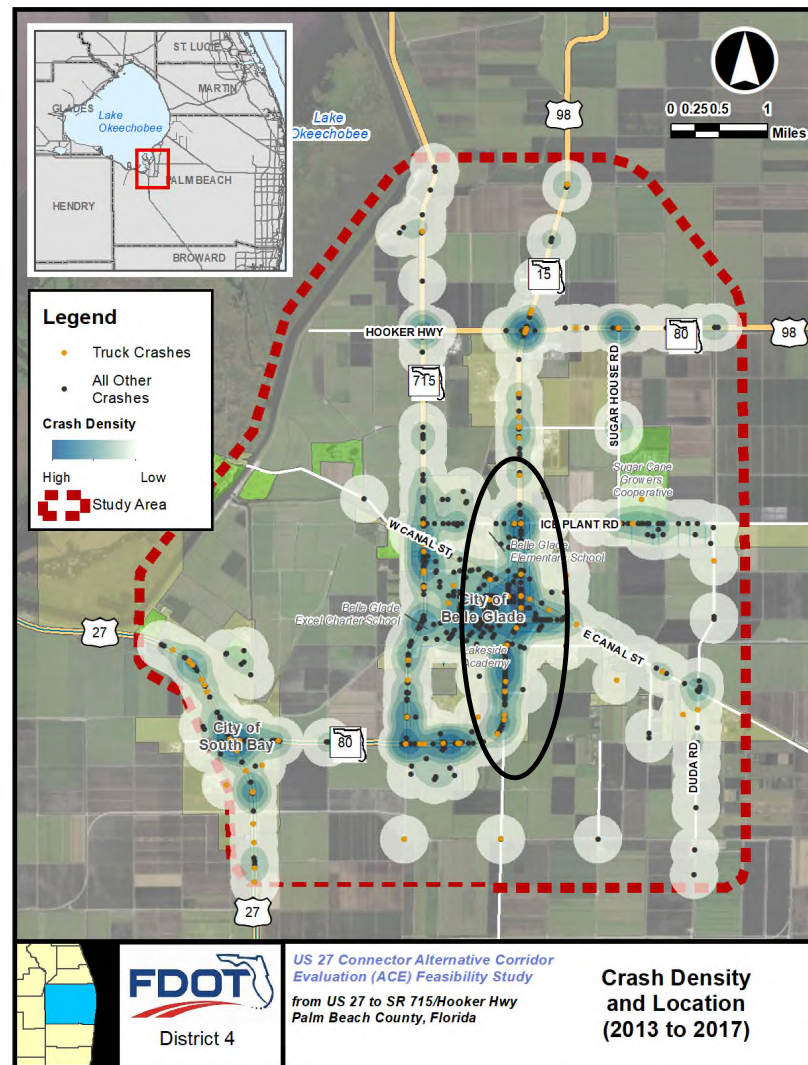 ST. LUCIE
MARTIN
GLADES
Lake
Okeechobee
PALM BEACH
HENDRY
BROWARD
Lake
Okeechobee
98
0 0.25 0.5 1
Miles
Legend
Truck Crashes
All Other
Crashes
Crash Density
High Low
Study Area
15
HOOKER HWY
80
98
715
SUGAR HOUSE RD
Sugar Cane
Growers
Cooperative
W CANAL ST,
ICE PLANT RD
Belle Glade
Elementary School
City of
Belle Glade
Belle Glade
Excel Charter School
Lakeside
Academy
E CANAL ST
27
City of
South Bay
80
DUDA RD
27
FDOT
District 4
US 27 Connector Alternative Corridor
Evaluation (ACE) Feasibility Study
from US 27 to SR 715/Hooker Hwy
Palm Beach County, Florida
Crash Density
and Location
(2013 to 2017)